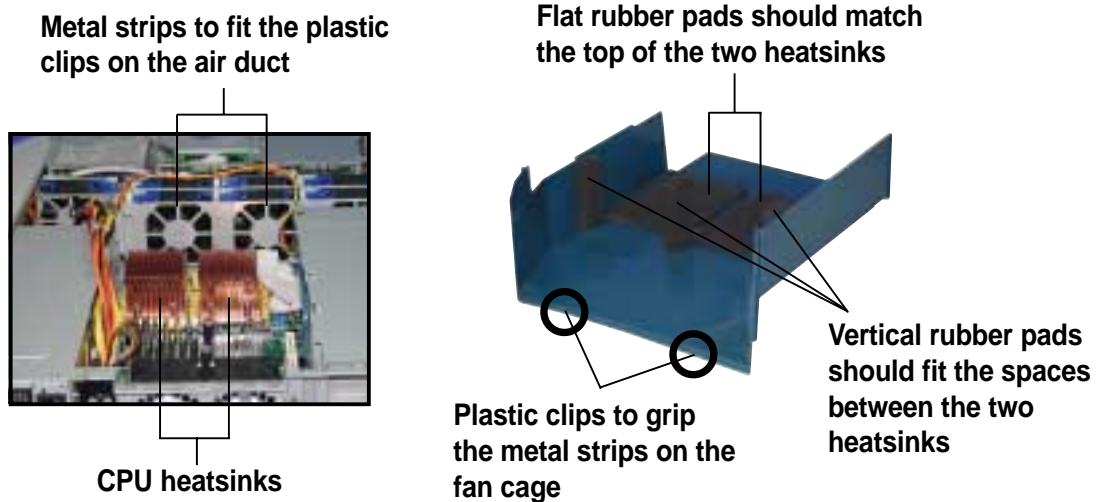 Metal strips to fit the plastic
clips on the air duct
Flat rubber pads should match
the top of the two heatsinks
CPU heatsinks
Plastic clips to grip
the metal strips on the
fan cage
Vertical rubber pads
should fit the spaces
between the two
heatsinks